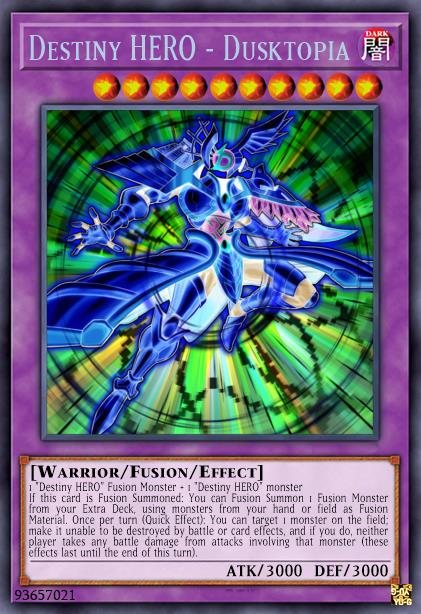 Destiny HERO - Dusktopia
DARK
闇
[Warrior/Fusion/Effect]
1 "Destiny HERO" Fusion Monster + 1 "Destiny HERO" monster
If this card is Fusion Summoned: You can Fusion Summon 1 Fusion Monster
from your Extra Deck, using monsters from your hand or field as Fusion
Material. Once per turn (Quick Effect): You can target 1 monster on the field;
make it unable to be destroyed by battle or card effects, and if you do, neither
player takes any battle damage from attacks involving that monster (these
effects last until the end of this turn).
ATK/3000 DEF/3000
93657021